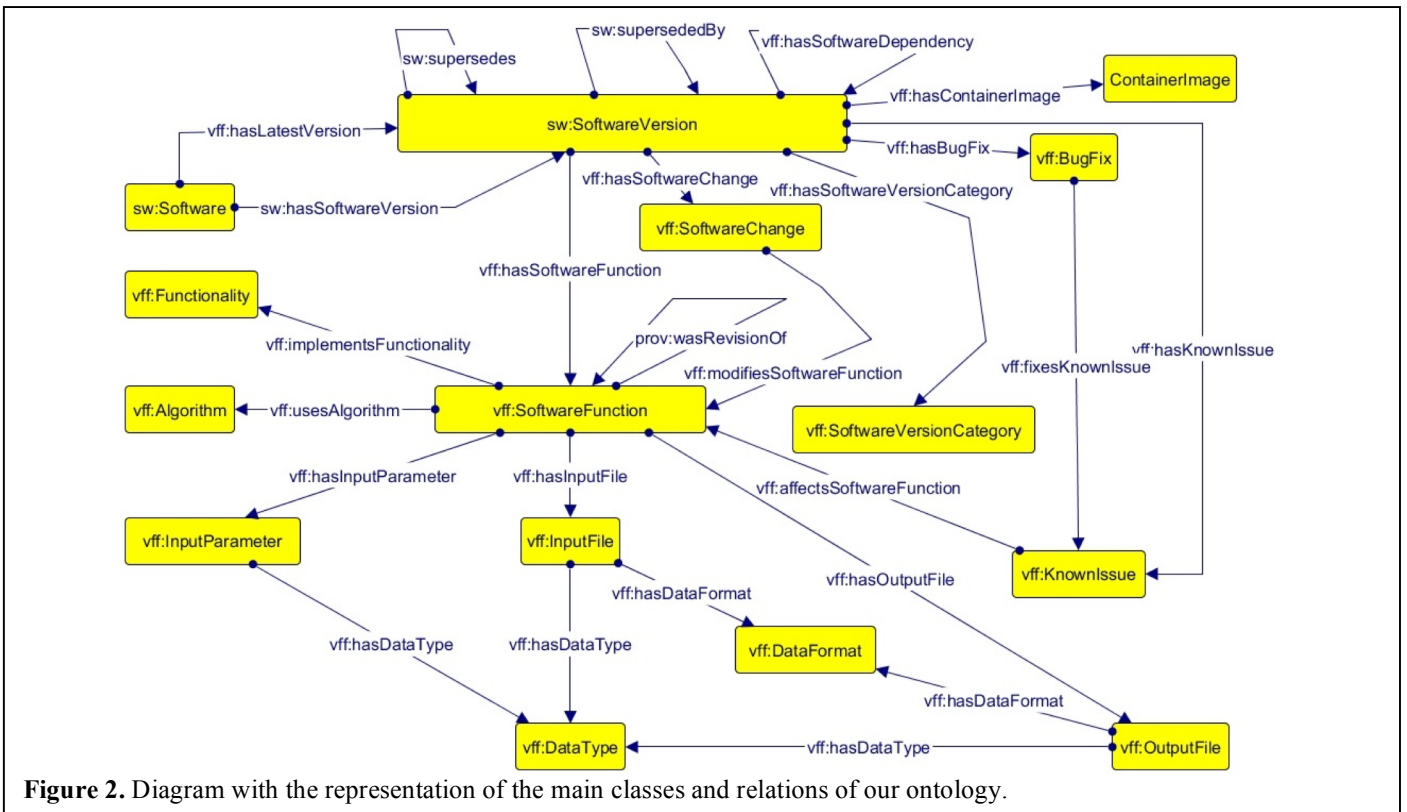 sw:supersededBy
vff:hasSoftwareDependency
sw:supersedes
ContainerImage
vff:hasContainerImage
sw:SoftwareVersion
vff:hasLatestVersion
vff:hasBugFix
vff:BugFix
vff:hasSoftwareChange
vff:hasSoftwareVersionCategory
sw:Software
sw:hasSoftwareVersion
vff:SoftwareChange
vff:hasSoftwareFunction
vff:Functionality
prov:wasRevisionOf
vff:implementsFunctionality
vff:hasKnownIssue
vff:fixesKnownIssue
vff:modifiesSoftwareFunction
vff:Algorithm
vff:usesAlgorithm
vff:SoftwareFunction
vff:SoftwareVersionCategory
vff:hasInputParameter
vff:hasInputFile
vff:affectsSoftwareFunction
vff:InputParameter
vff:InputFile
vff:KnownIssue
vff:hasOutputFile
vff:hasDataFormat
vff:hasDataType
vff:hasDataType
vff:DataFormat
vff:hasDataFormat
vff:DataType
vff:hasDataType
vff:OutputFile
Figure 2. Diagram with the representation of the main classes and relations of our ontology.